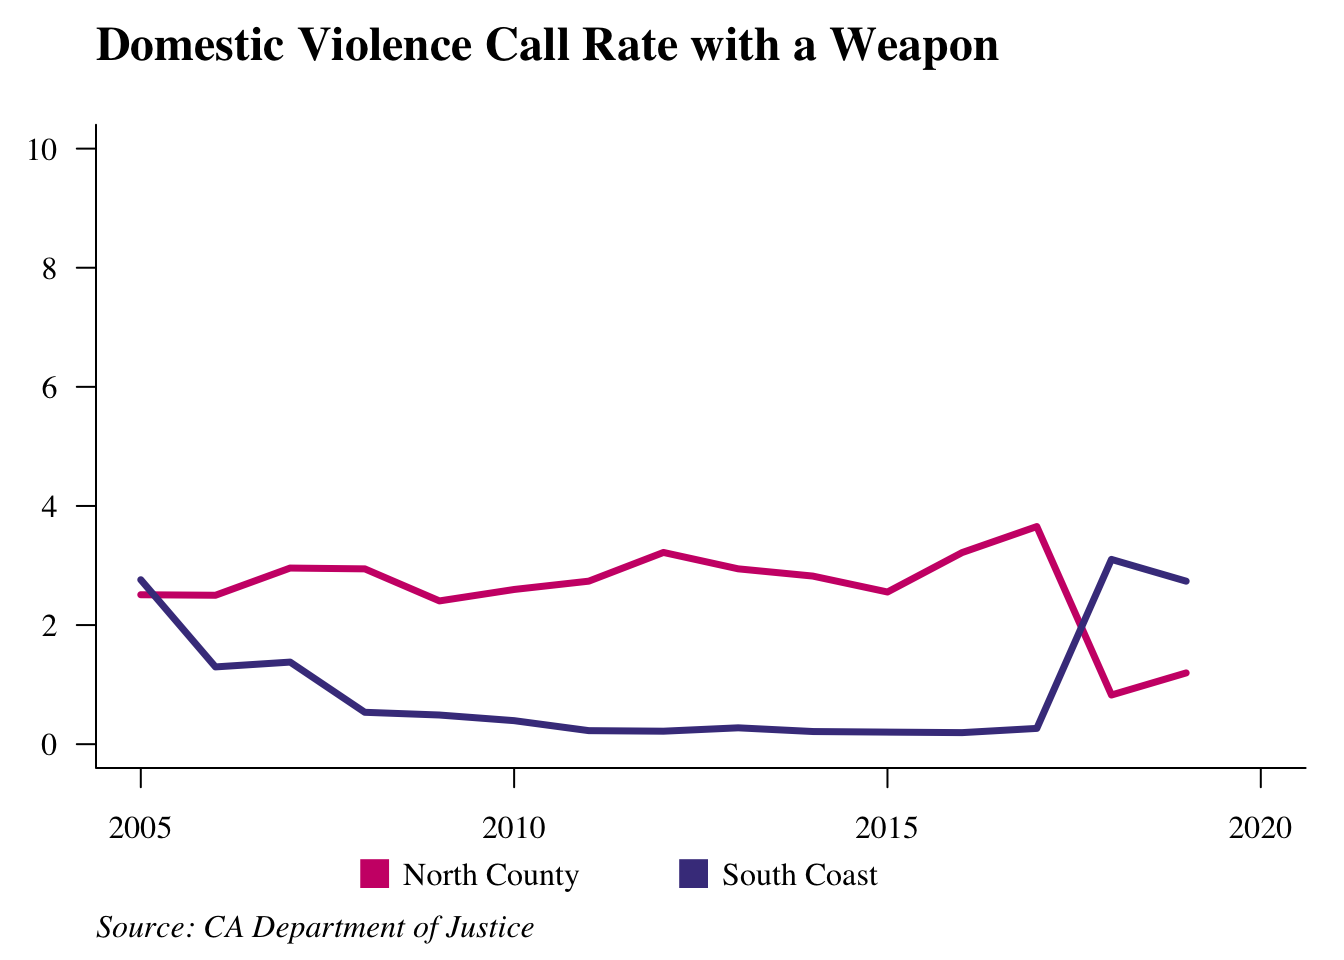 Domestic Violence Call Rate with a Weapon
10
8
6
4
2
0
2005 2010 2015 2020
North County South Coast
Source: CA Department of Justice